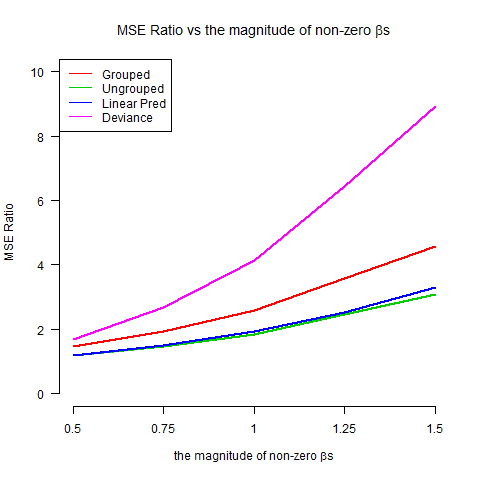 MSE Ratio vs the magnitude of non-zero βs
Grouped
Ungrouped
Linear Pred
Deviance
MSE Ratio
10
8
6
4
2
0
0.5 0.75 1 1.25 1.5
the magnitude of non-zero βs